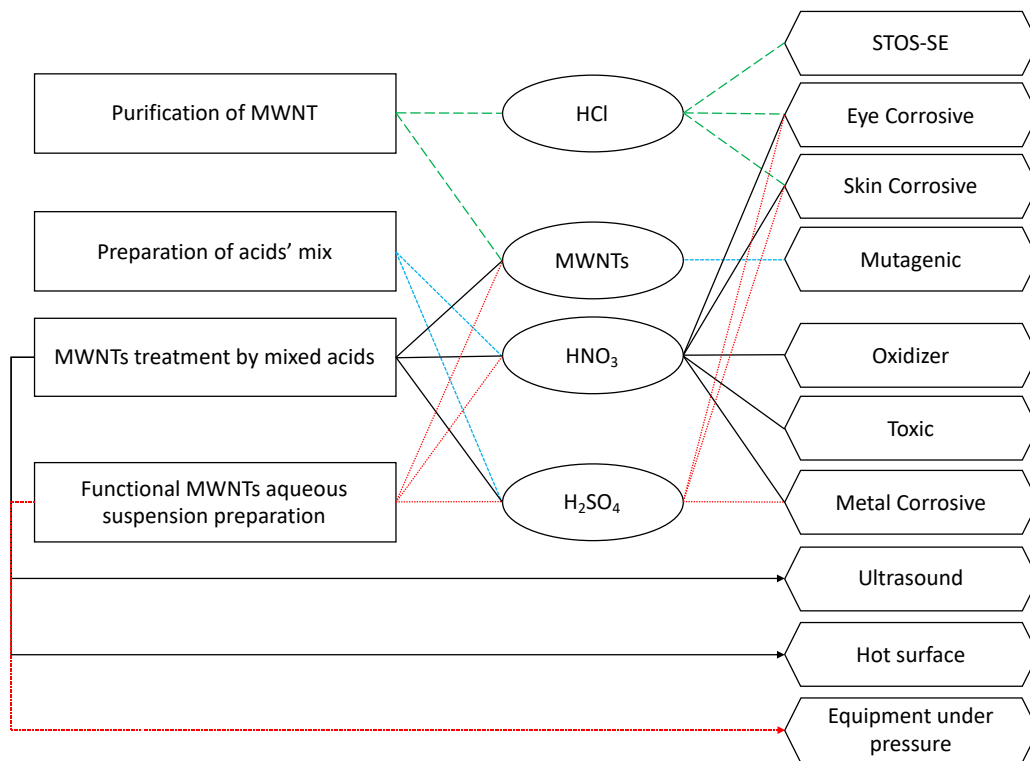 Purification of MWNT
Preparation of acids’ mix
MWNTs treatment by mixed acids
Functional MWNTs aqueous
suspension preparation
HCl
MWNTs
HNO₃
H₂SO₄
STOS-SE
Eye Corrosive
Skin Corrosive
Mutagenic
Oxidizer
Toxic
Metal Corrosive
Ultrasound
Hot surface
Equipment under
pressure